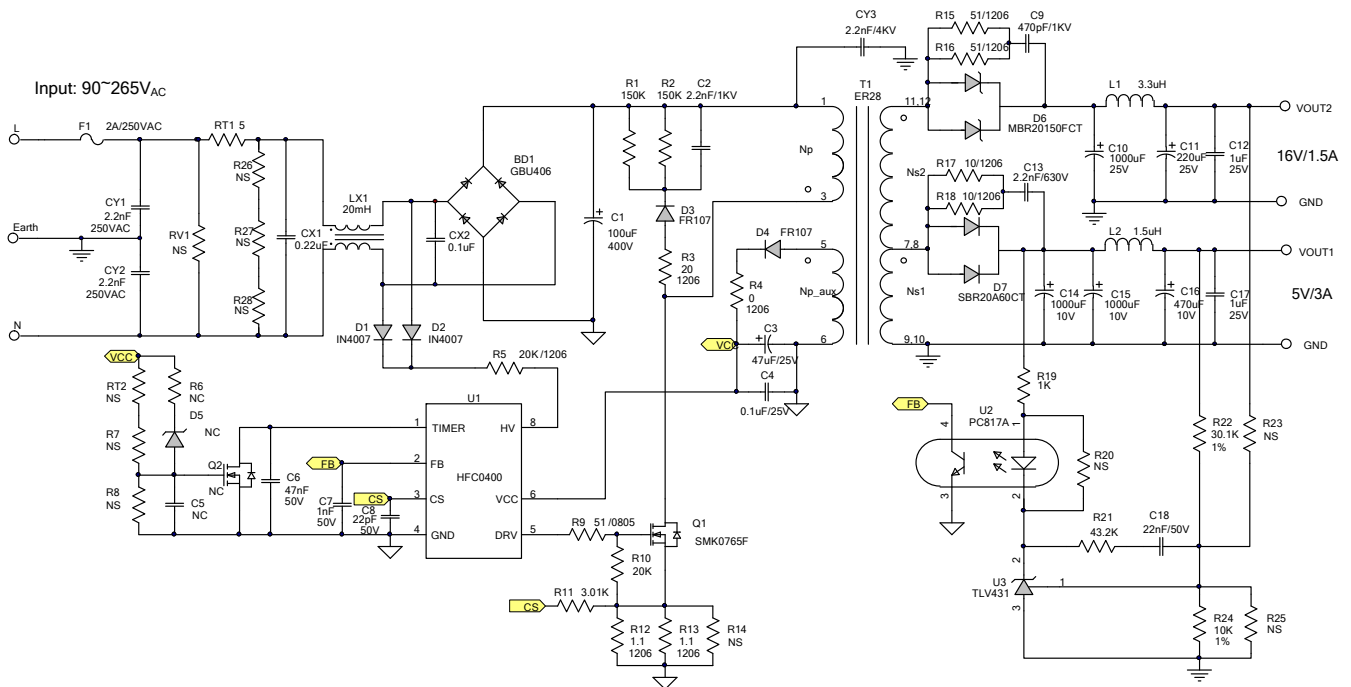 Input: 90~265VAC
L
F1
2A/250VAC
RT1 5
R26
NS
R27
NS
R28
NS
CX1
0.22uF
LX1
20mH
CX2
0.1uF
BD1
GBU406
Earth
CY1
2.2nF
250VAC
CY2
2.2nF
250VAC
RV1
NS
N
D1
IN4007
D2
IN4007
R5
20K/1206
C1
100uF
400V
R1
150K
R2
150K
C2
2.2nF/1KV
D3
FR107
R3
20
1206
CY3
2.2nF/4KV
T1
ER28
1
Np
3
5
Np_aux
6
11,12
Ns2
7,8
Ns1
9,10
D4
FR107
R4
0
1206
VCC
C3
47uF/25V
C4
0.1uF/25V
R15
51/1206
R16
51/1206
C9
470pF/1KV
D6
MBR20150FCT
R17
10/1206
R18
10/1206
C13
2.2nF/630V
D7
SBR20A60CT
L1
3.3uH
C10
1000uF
25V
C11
220uF
25V
C12
1uF
25V
VOUT2
16V/1.5A
GND
L2
1.5uH
C14
1000uF
10V
C15
1000uF
10V
C16
470uF
10V
C17
1uF
25V
VOUT1
5V/3A
GND
VCC
RT2
NS
R6
NC
D5
NC
R7
NS
R8
NS
C5
NC
Q2
NC
C6
47nF
50V
FB
C7
1nF
50V
CS
C8
22pF
50V
U1
HFC0400
1
TIMER
2
FB
3
CS
4
GND
HV
8
VCC
6
DRV
5
R9
51/0805
R10
20K
Q1
SMK0765F
CS
R11
3.01K
R12
1.1
1206
R13
1.1
1206
R14
NS
FB
U2
PC817A
4
3
1
2
R19
1K
R20
NS
R21
43.2K
C18
22nF/50V
R22
30.1K
1%
R23
NS
U3
TLV431
2
1
3
R24
10K
1%
R25
NS